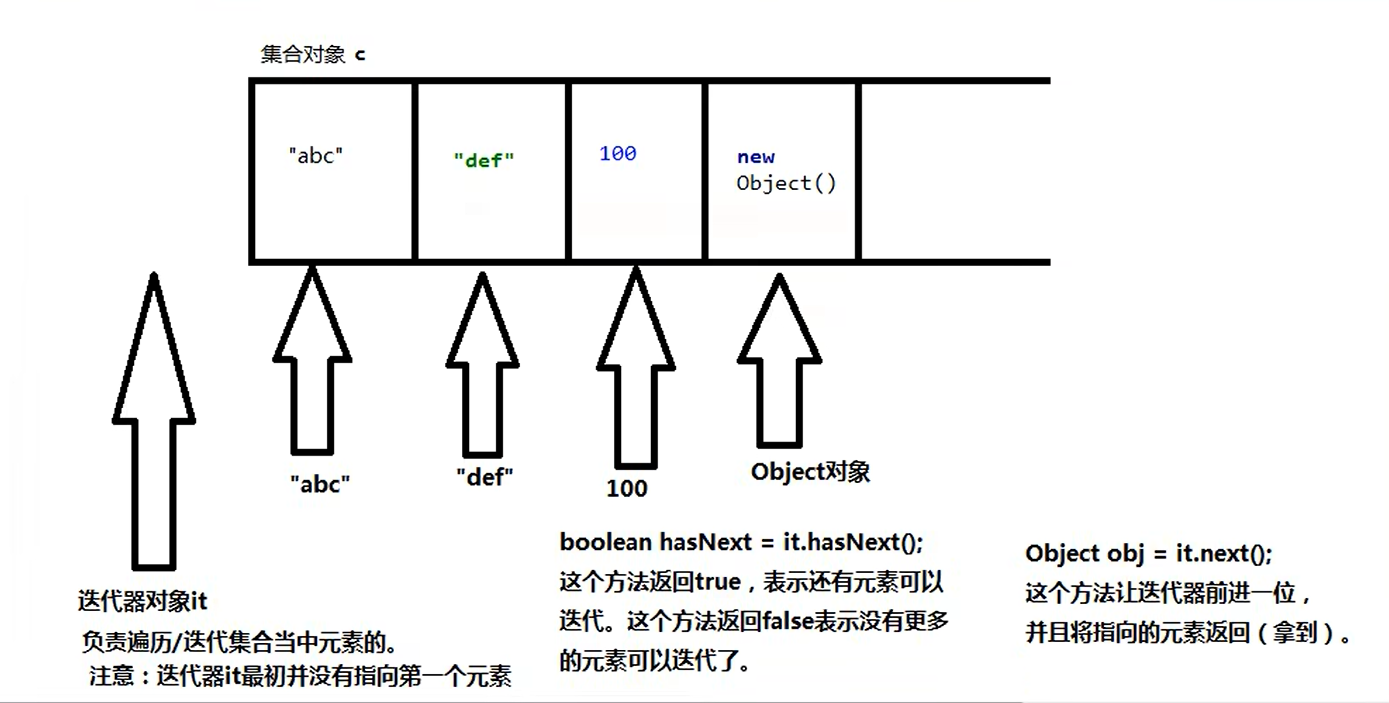 集合对象 c
"abc"
"def"
100
new
Object()
"abc"
"def"
100
Object对象
迭代器对象it
负责遍历/迭代集合当中元素的。
注意：迭代器it最初并没有指向第一个元素
boolean hasNext = it.hasNext();
这个方法返回true，表示还有元素可以
迭代。这个方法返回false表示没有更多
的元素可以迭代了。
Object obj = it.next();
这个方法让迭代器前进一位，
并且将指向的元素返回（拿到）。